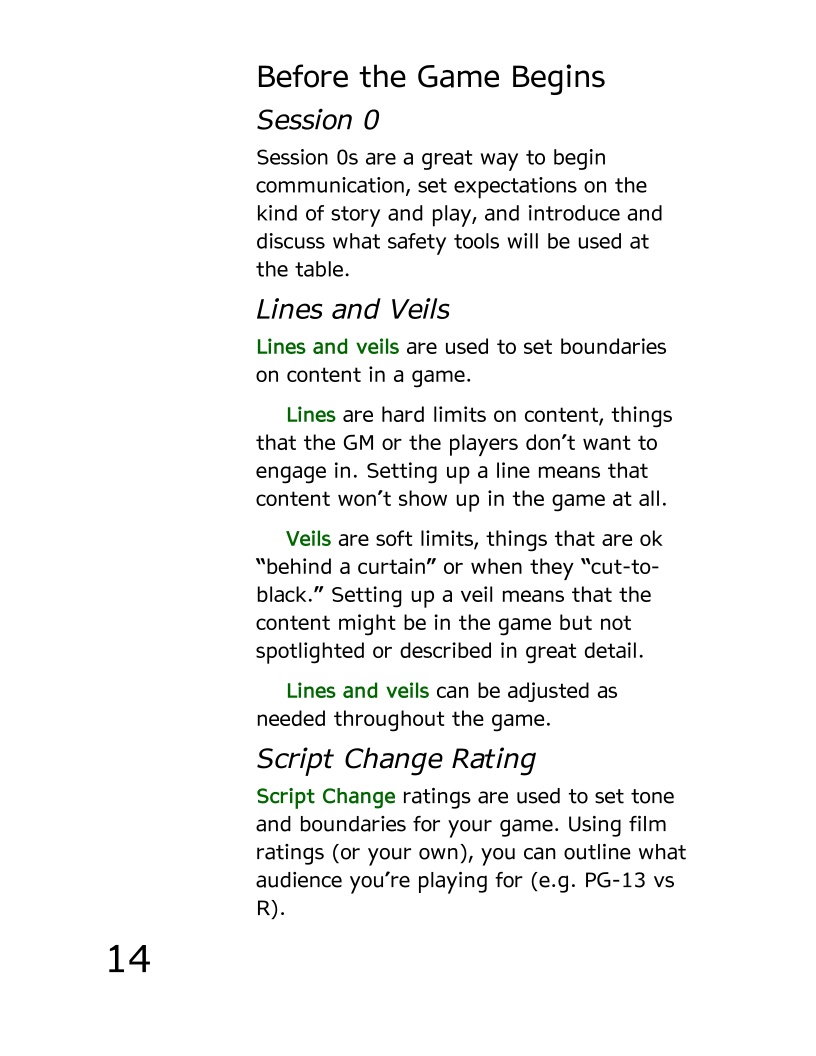 Before the Game Begins
Session 0
Session 0s are a great way to begin
communication, set expectations on the
kind of story and play, and introduce and
discuss what safety tools will be used at
the table.
Lines and Veils
Lines and veils are used to set boundaries
on content in a game.
Lines are hard limits on content, things
that the GM or the players don’t want to
engage in. Setting up a line means that
content won’t show up in the game at all.
Veils are soft limits, things that are ok
“behind a curtain” or when they “cut-to-
black.” Setting up a veil means that the
content might be in the game but not
spotlighted or described in great detail.
Lines and veils can be adjusted as
needed throughout the game.
Script Change Rating
Script Change ratings are used to set tone
and boundaries for your game. Using film
ratings (or your own), you can outline what
audience you’re playing for (e.g. PG-13 vs
R).
14